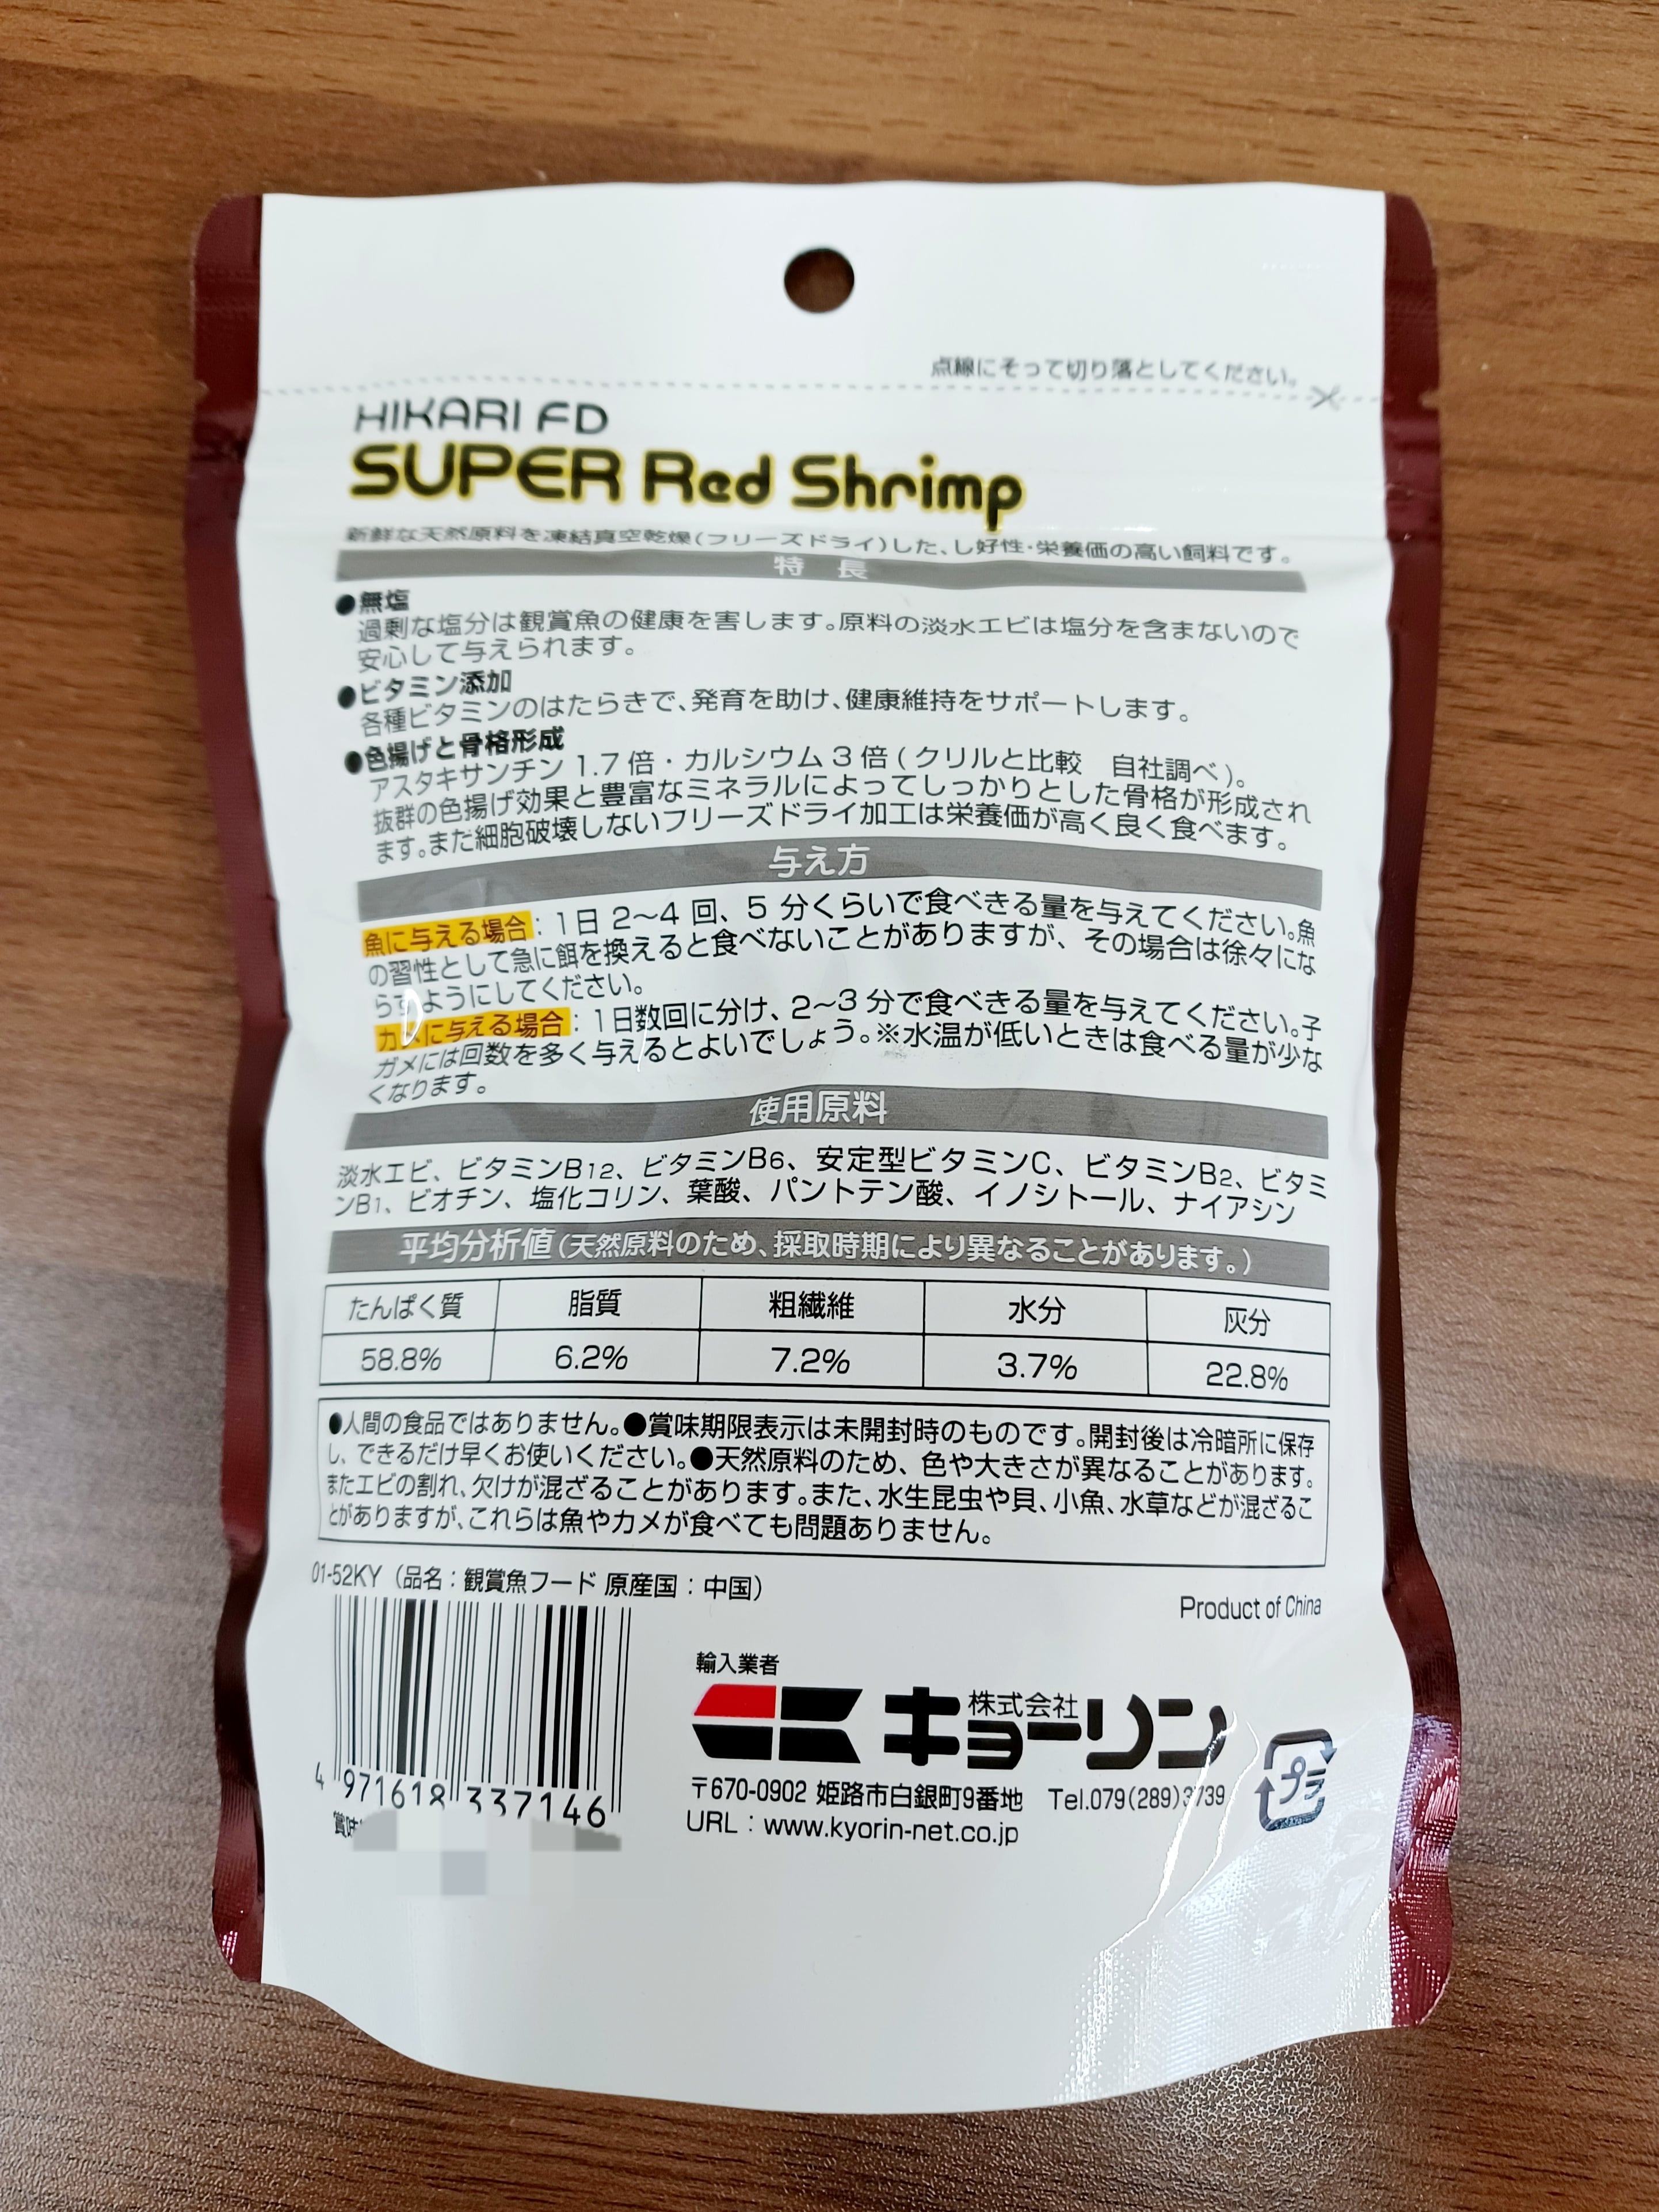 点線にそって切り落としてください。
HIKARI FD
SUPER Red Shrimp
新鮮な天然原料を凍結真空乾燥(フリーズドライ)した、し好性・栄養価の高い飼料です。
特 長
●無塩
過剰な塩分は観賞魚の健康を害します。原料の淡水エビは塩分を含まないので
安心して与えられます。
●ビタミン添加
各種ビタミンのはたらきで、発育を助け、健康維持をサポートします。
●色揚げと骨格形成
アスタキサンチン 1.7 倍・カルシウム 3 倍 ( クリルと比較　自社調べ )。
抜群の色揚げ効果と豊富なミネラルによってしっかりとした骨格が形成され
ます。また細胞破壊しないフリーズドライ加工は栄養価が高く良く食べます。
与え方
魚に与える場合：1日 2〜4 回、5 分くらいで食べきる量を与えてください。魚
の習性として急に餌を換えると食べないことがありますが、その場合は徐々にな
らすようにしてください。
カメに与える場合：1日数回に分け、2〜3 分で食べきる量を与えてください。子
ガメには回数を多く与えるとよいでしょう。※水温が低いときは食べる量が少な
くなります。
使用原料
淡水エビ、ビタミンB12、ビタミンB6、安定型ビタミンC、ビタミンB2、ビタミ
ンB1、ビオチン、塩化コリン、葉酸、パントテン酸、イノシトール、ナイアシン
平均分析値(天然原料のため、採取時期により異なることがあります。)
たんぱく質 脂質 粗繊維 水分 灰分
58.8% 6.2% 7.2% 3.7% 22.8%
●人間の食品ではありません。●賞味期限表示は未開封時のものです。開封後は冷暗所に保存
し、できるだけ早くお使いください。●天然原料のため、色や大きさが異なることがあります。
またエビの割れ、欠けが混ざることがあります。また、水生昆虫や貝、小魚、水草などが混ざるこ
とがありますが、これらは魚やカメが食べても問題ありません。
01-52KY（品名：観賞魚フード 原産国：中国）
Product of China
輸入業者
株式会社
キョーリン
〒670-0902 姫路市白銀町9番地　Tel.079(289)3739
URL：www.kyorin-net.co.jp
プラ
4 971618 337146
賞味